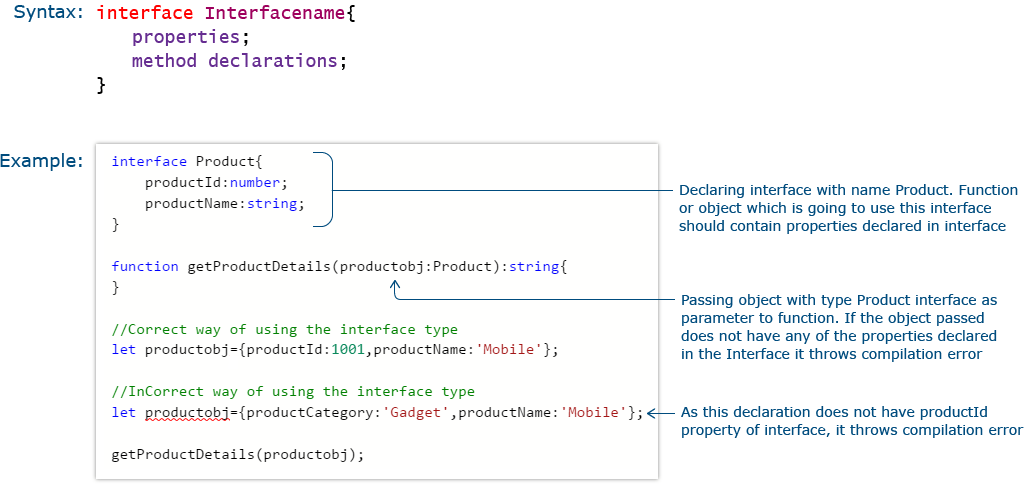 Syntax: interface Interfacename{
properties;
method declarations;
}
Example:
interface Product{
productId:number;
productName:string;
}
Declaring interface with name Product. Function
or object which is going to use this interface
should contain properties declared in interface
function getProductDetails(productobj:Product):string{
}
Passing object with type Product interface as
parameter to function. If the object passed
does not have any of the properties declared
in the Interface it throws compilation error
//Correct way of using the interface type
let productobj={productId:1001,productName:'Mobile'};
//InCorrect way of using the interface type
let productobj={productCategory:'Gadget',productName:'Mobile'};
As this declaration does not have productId
property of interface, it throws compilation error
getProductDetails(productobj);